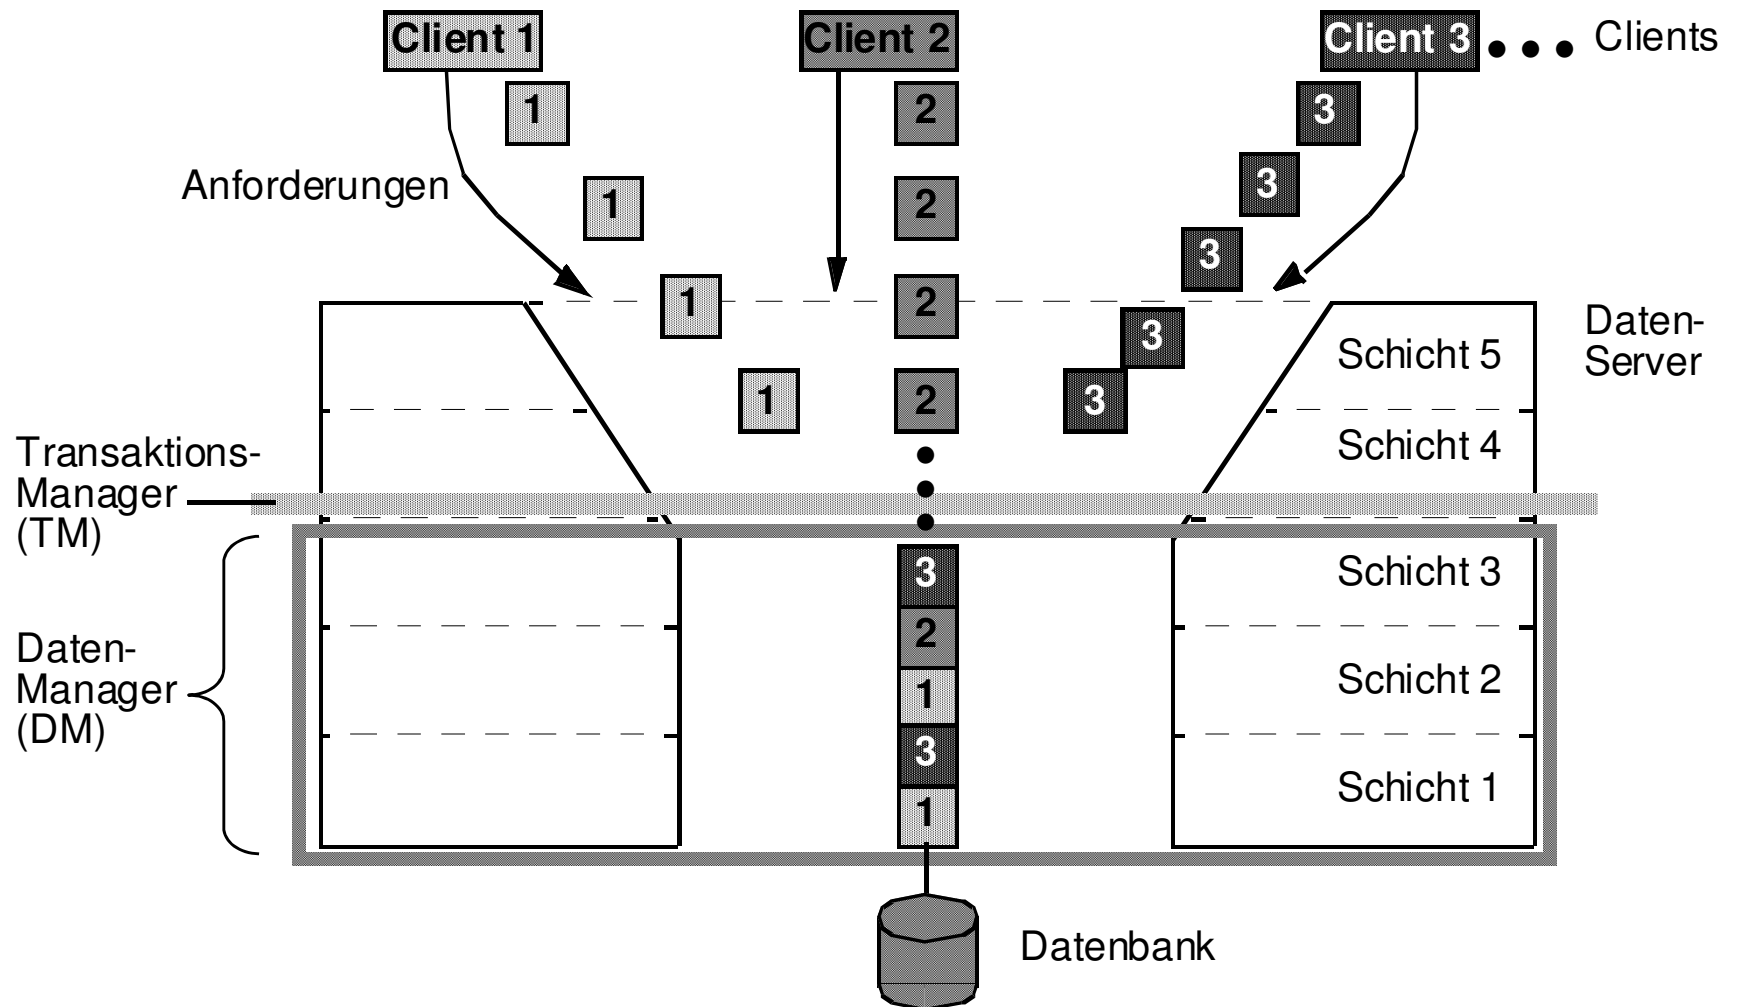 Client 1
Client 2
Client 3
Clients
1
2
3
Anforderungen
1
2
3
3
1
2
3
Daten-
Server
Schicht 5
1
2
3
Schicht 4
Transaktions-
Manager
(TM)
3
Schicht 3
2
Daten-
Manager
(DM)
1
Schicht 2
3
1
Schicht 1
Datenbank